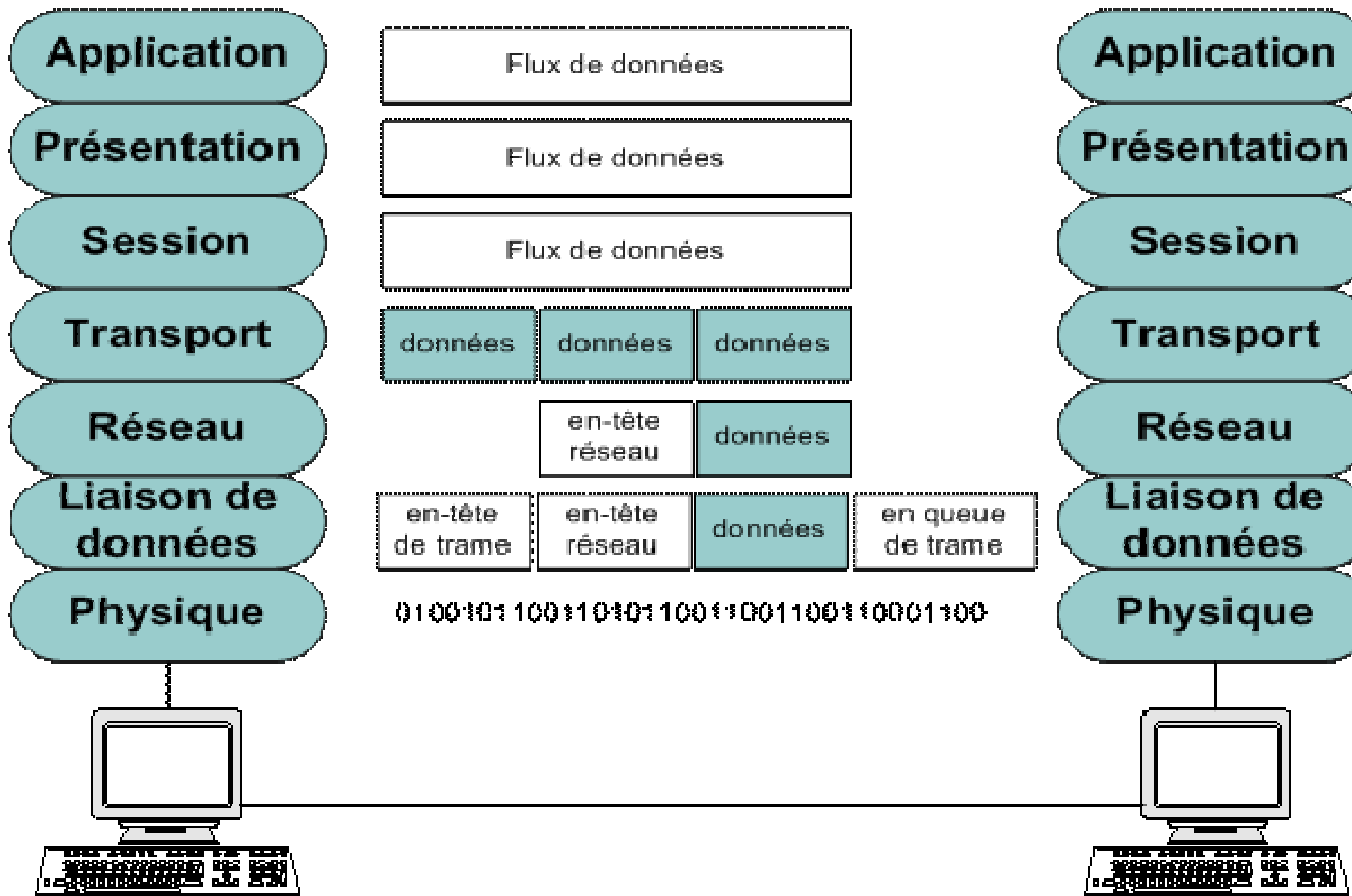 Application
Flux de données
Application
Présentation
Flux de données
Présentation
Session
Flux de données
Session
Transport
données
données
données
Transport
Réseau
en-tête
réseau
données
Réseau
Liaison de
données
en-tête
de trame
en-tête
réseau
données
en queue
de trame
Liaison de
données
Physique
Physique